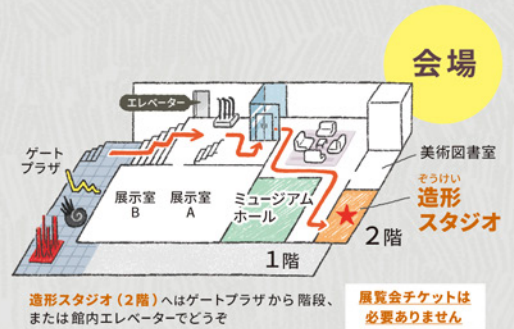 会場
エレベーター
ゲート
プラザ
展示室
B
展示室
A
ミュージアム
ホール
美術図書室
ぞうけい
造形
スタジオ
2階
1階
造形スタジオ（2階）へはゲートプラザから階段、
または館内エレベーターでどうぞ
展覧会チケットは
必要ありません